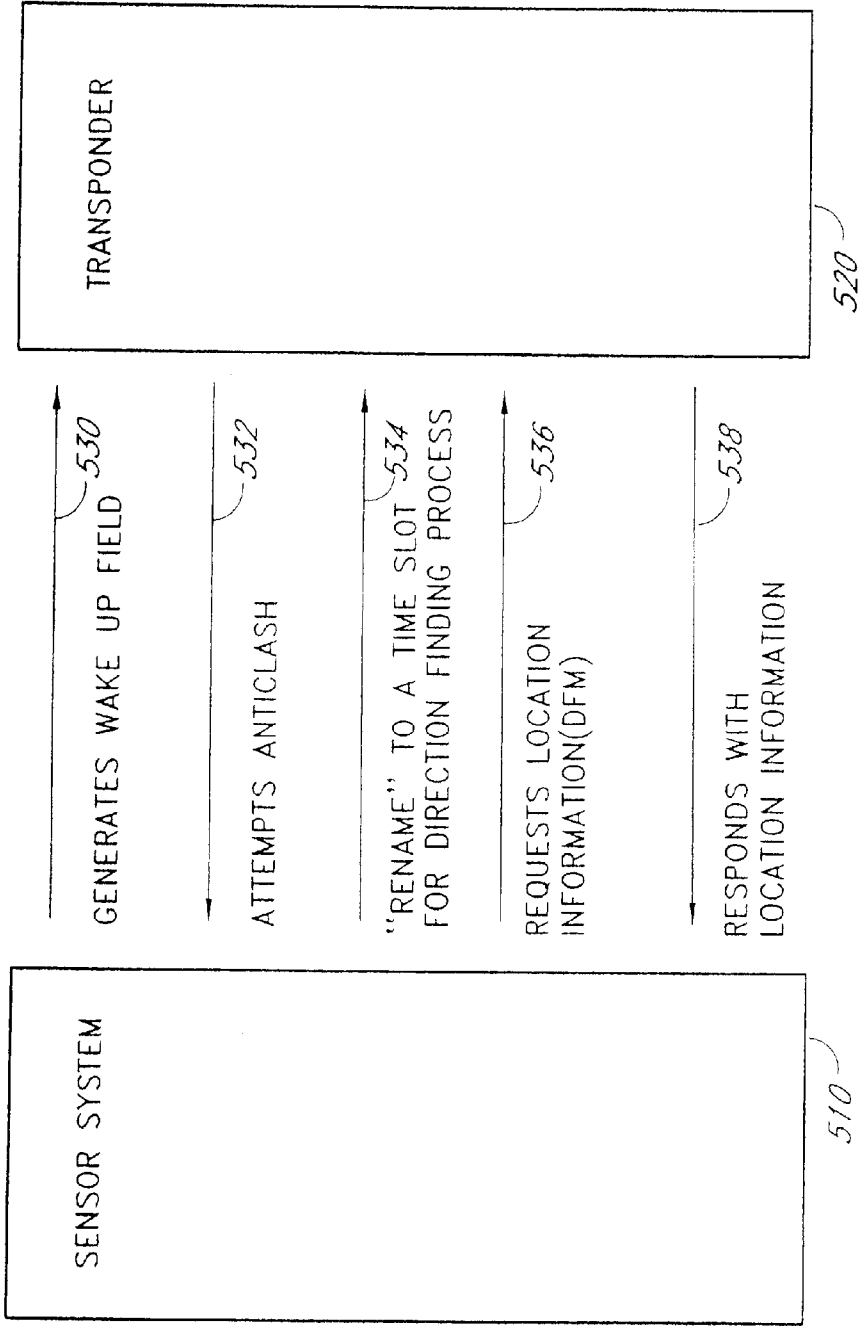 SENSOR SYSTEM
TRANSPONDER
530
GENERATES WAKE UP FIELD
532
ATTEMPTS ANTICLASH
534
"RENAME" TO A TIME SLOT
FOR DIRECTION FINDING PROCESS
536
REQUESTS LOCATION
INFORMATION(DFM)
538
RESPONDS WITH
LOCATION INFORMATION
510
520